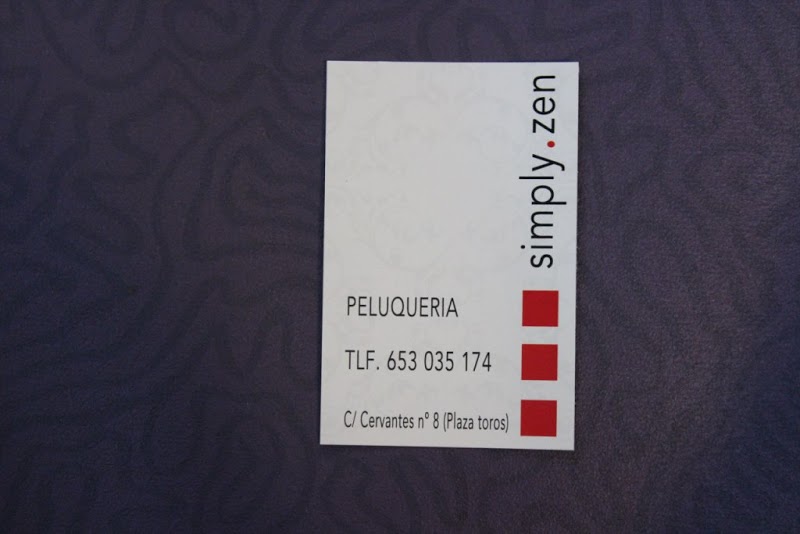 simply.zen
PELUQUERIA
TLF. 653 035 174
C/ Cervantes nº 8 (Plaza toros)